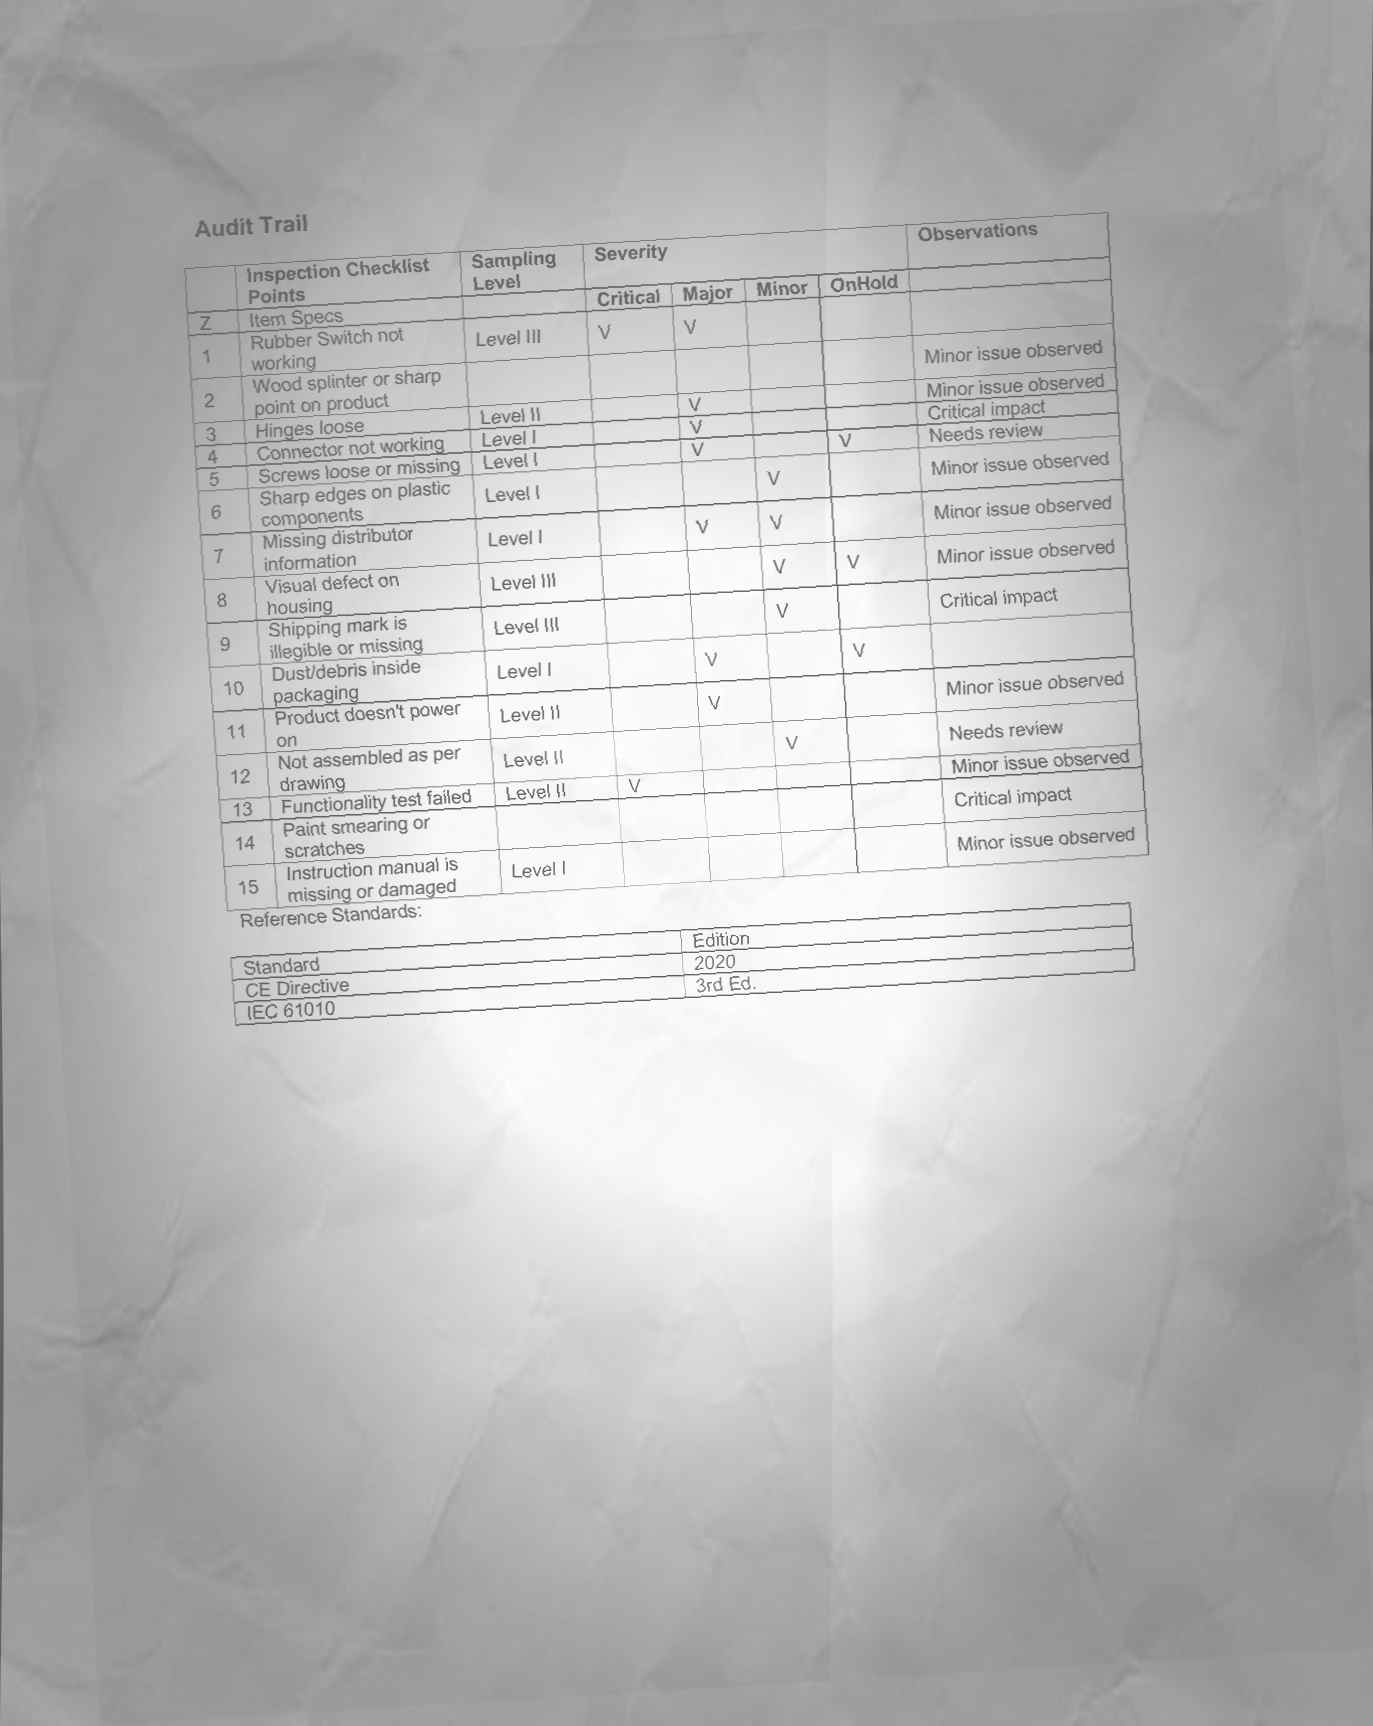 Audit Trail
Inspection Checklist Points Sampling Level Severity Observations
Critical Major Minor OnHold
Z Item Specs
1 Rubber Switch not working Level III V V
2 Wood splinter or sharp point on product Minor issue observed
3 Hinges loose Level II V Minor issue observed
4 Connector not working Level I V Critical impact
5 Screws loose or missing Level I V V Needs review
6 Sharp edges on plastic components Level I V Minor issue observed
7 Missing distributor information Level I V V Minor issue observed
8 Visual defect on housing Level III V V Minor issue observed
9 Shipping mark is illegible or missing Level III V Critical impact
10 Dust/debris inside packaging Level I V V
11 Product doesn't power on Level II V Minor issue observed
12 Not assembled as per drawing Level II V Needs review
13 Functionality test failed Level II V Minor issue observed
14 Paint smearing or scratches Critical impact
15 Instruction manual is missing or damaged Level I Minor issue observed
Reference Standards:
Standard Edition
CE Directive 2020
IEC 61010 3rd Ed.